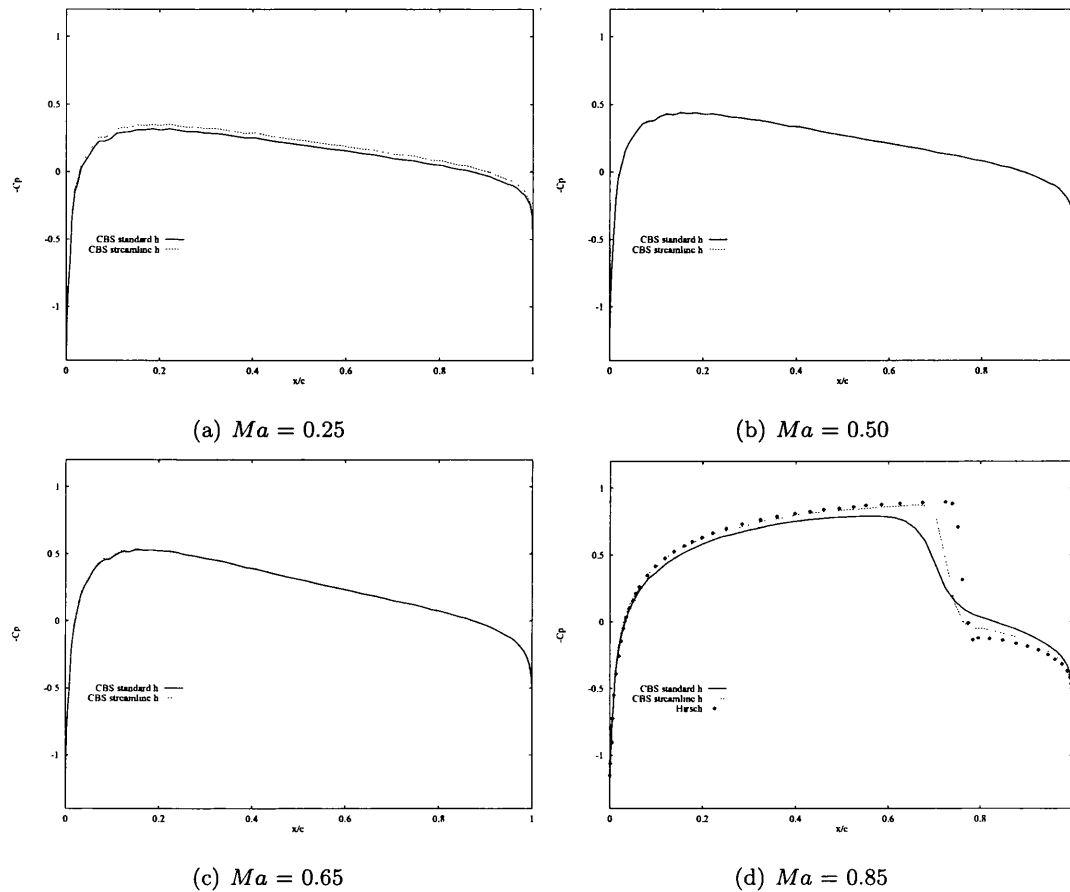 1
0.5
0
-0.5
-1
-Cp
CBS standard h
CBS streamline h
0
0.2
0.4
0.6
0.8
1
x/c
(a) Ma = 0.25
1
0.5
0
-0.5
-1
-Cp
CBS standard h
CBS streamline h
0
0.2
0.4
0.6
0.8
x/c
(b) Ma = 0.50
1
0.5
0
-0.5
-1
-Cp
CBS standard h
CBS streamline h
0
0.2
0.4
0.6
0.8
1
x/c
(c) Ma = 0.65
1
0.5
0
-0.5
-1
-Cp
CBS standard h
CBS streamline h
Hirsch
0
0.2
0.4
0.6
0.8
x/c
(d) Ma = 0.85